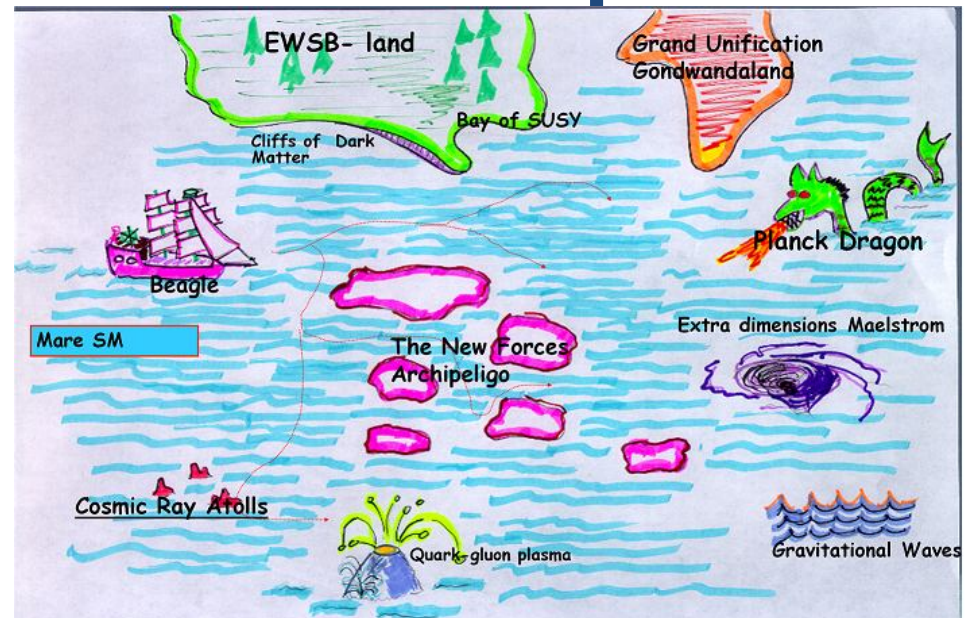 EWSB- land
Grand Unification
Gondwandaland
Bay of SUSY
Cliffs of Dark
Matter
Planck Dragon
Beagle
Mare SM
Extra dimensions Maelstrom
The New Forces
Archipeligo
Cosmic Ray Atolls
Quark-gluon plasma
Gravitational Waves